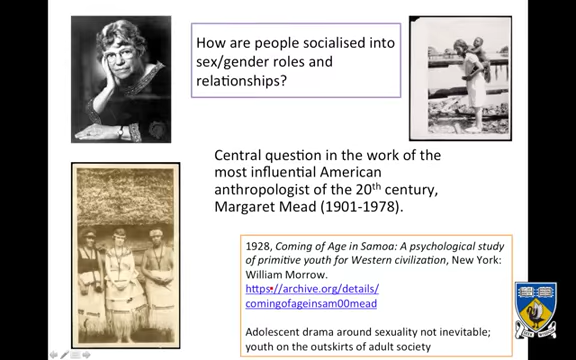 How are people socialised into
sex/gender roles and
relationships?
Central question in the work of the
most influential American
anthropologist of the 20th century,
Margaret Mead (1901-1978).
1928, Coming of Age in Samoa: A psychological study
of primitive youth for Western civilization, New York:
William Morrow.
https://archive.org/details/
comingofageinsam00mead
Adolescent drama around sexuality not inevitable;
youth on the outskirts of adult society